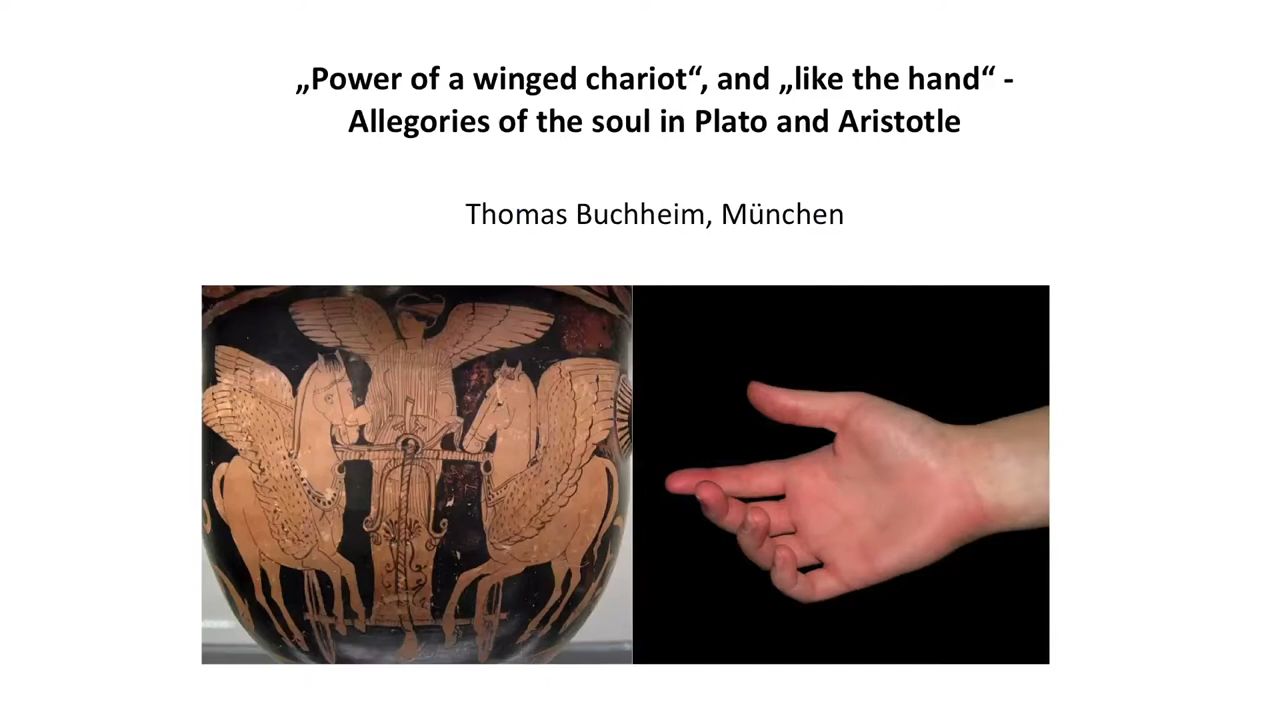 „Power of a winged chariot“, and „like the hand“ -
Allegories of the soul in Plato and Aristotle
Thomas Buchheim, München